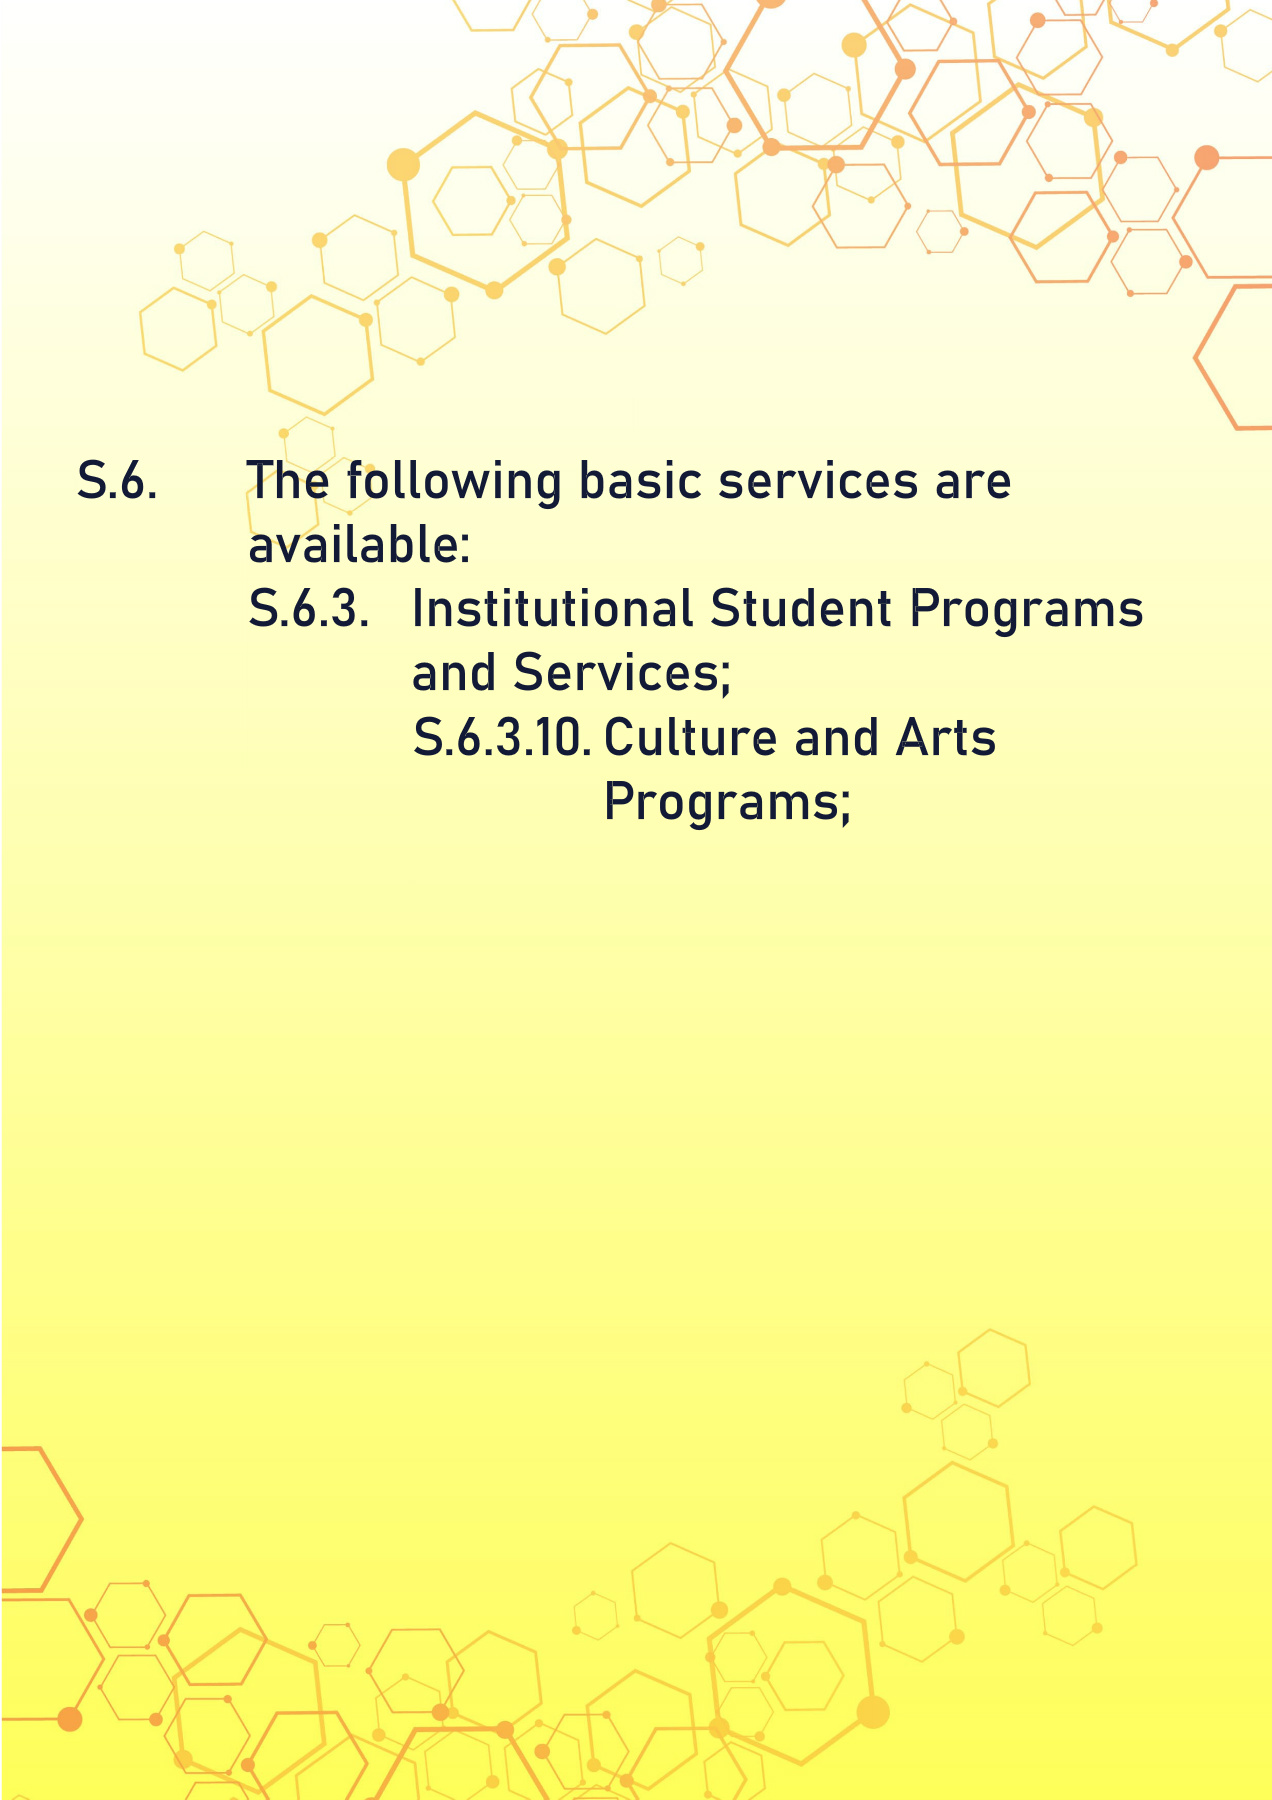 S.6. The following basic services are
available:
S.6.3. Institutional Student Programs
and Services;
S.6.3.10. Culture and Arts
Programs;